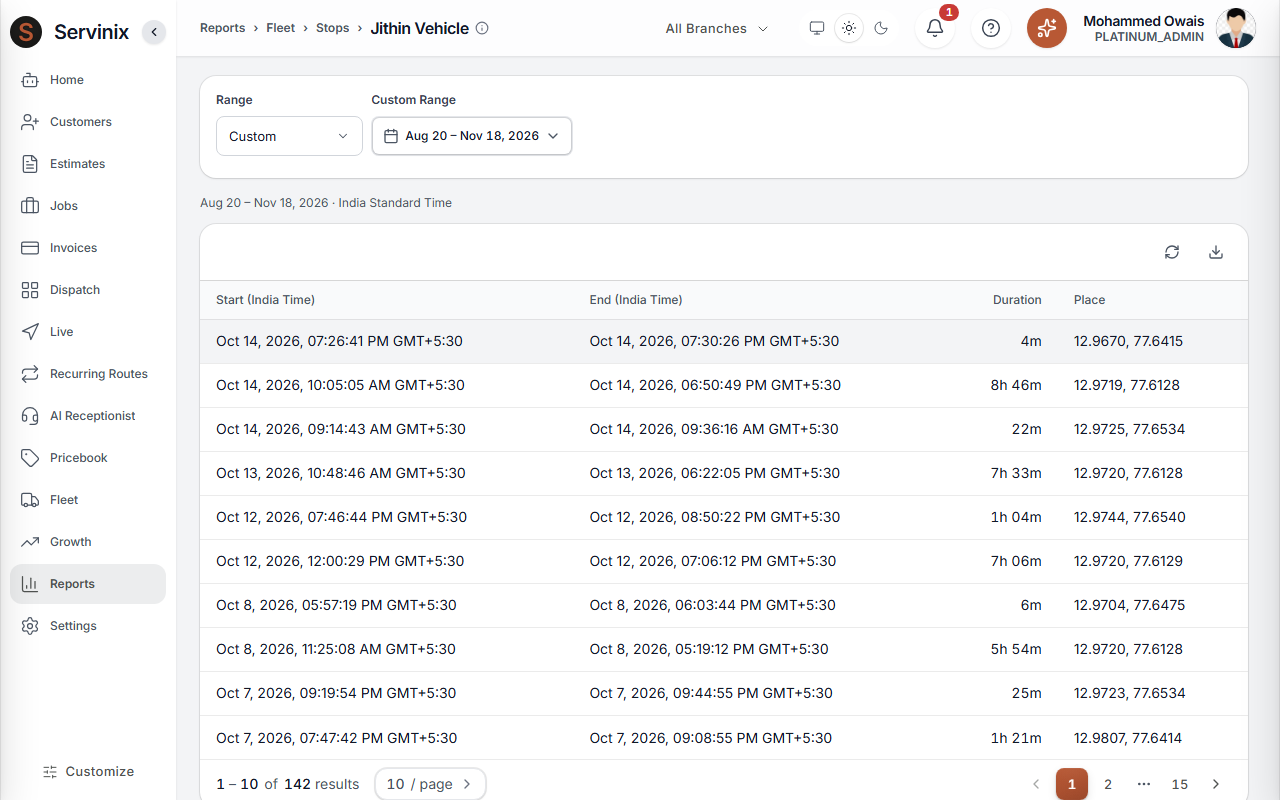 S Servinix
Reports › Fleet › Stops › Jithin Vehicle
All Branches
1
Mohammed Owais
PLATINUM_ADMIN
Home
Customers
Estimates
Jobs
Invoices
Dispatch
Live
Recurring Routes
AI Receptionist
Pricebook
Fleet
Growth
Reports
Settings
Customize
Range
Custom Range
Custom
Aug 20 – Nov 18, 2026
Aug 20 – Nov 18, 2026 · India Standard Time
Start (India Time) End (India Time) Duration Place
Oct 14, 2026, 07:26:41 PM GMT+5:30 Oct 14, 2026, 07:30:26 PM GMT+5:30 4m 12.9670, 77.6415
Oct 14, 2026, 10:05:05 AM GMT+5:30 Oct 14, 2026, 06:50:49 PM GMT+5:30 8h 46m 12.9719, 77.6128
Oct 14, 2026, 09:14:43 AM GMT+5:30 Oct 14, 2026, 09:36:16 AM GMT+5:30 22m 12.9725, 77.6534
Oct 13, 2026, 10:48:46 AM GMT+5:30 Oct 13, 2026, 06:22:05 PM GMT+5:30 7h 33m 12.9720, 77.6128
Oct 12, 2026, 07:46:44 PM GMT+5:30 Oct 12, 2026, 08:50:22 PM GMT+5:30 1h 04m 12.9744, 77.6540
Oct 12, 2026, 12:00:29 PM GMT+5:30 Oct 12, 2026, 07:06:12 PM GMT+5:30 7h 06m 12.9720, 77.6129
Oct 8, 2026, 05:57:19 PM GMT+5:30 Oct 8, 2026, 06:03:44 PM GMT+5:30 6m 12.9704, 77.6475
Oct 8, 2026, 11:25:08 AM GMT+5:30 Oct 8, 2026, 05:19:12 PM GMT+5:30 5h 54m 12.9720, 77.6128
Oct 7, 2026, 09:19:54 PM GMT+5:30 Oct 7, 2026, 09:44:55 PM GMT+5:30 25m 12.9723, 77.6534
Oct 7, 2026, 07:47:42 PM GMT+5:30 Oct 7, 2026, 09:08:55 PM GMT+5:30 1h 21m 12.9807, 77.6414
1 – 10 of 142 results 10 / page 1 2 ••• 15